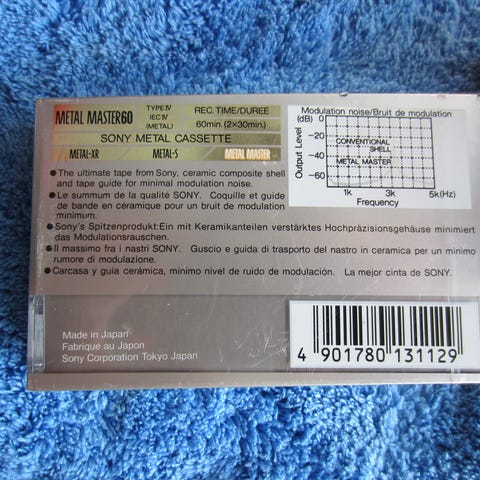 METAL MASTER60
TYPE IV
IEC IV
(METAL)
REC. TIME/DUREE
60min. (2×30min.)
SONY METAL CASSETTE
METAL-XR METAL-S METAL MASTER
Modulation noise/Bruit de modulation
(dB) 0
-20
-40
-60
Output Level
CONVENTIONAL
SHELL
METAL MASTER
1k 3k 5k(Hz)
Frequency
●The ultimate tape from Sony, ceramic composite shell
and tape guide for minimal modulation noise.
●Le summum de la qualité SONY. Coquille et guide
de bande en céramique pour un bruit de modulation
minimum.
●Sony's Spitzenprodukt:Ein mit Keramikanteilen verstärktes Hochpräzisionsgehäuse minimiert
das Modulationsrauschen.
●Il massimo fra i nastri SONY. Guscio e guida di trasporto del nastro in ceramica per un minimo
rumore di modulazione.
●Carcasa y guía cerámica, mínimo nivel de ruido de modulación. La mejor cinta de SONY.
Made in Japan
Fabriqué au Japon
Sony Corporation Tokyo Japan
4 901780 131129